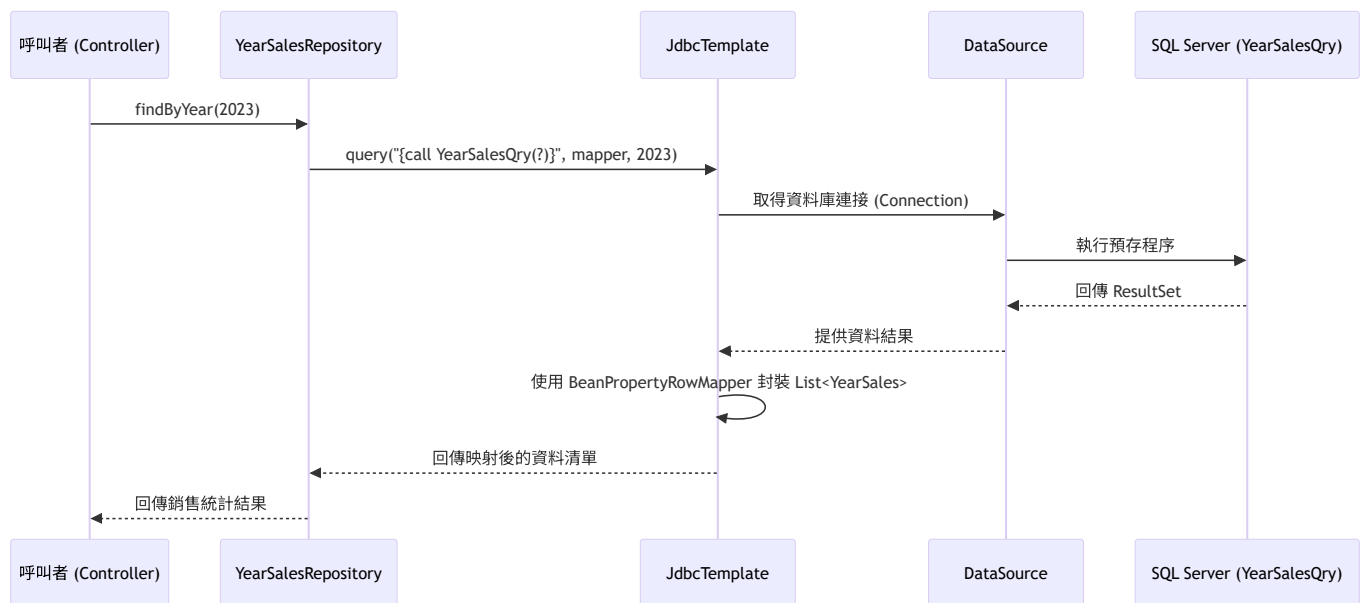 呼叫者 (Controller)
YearSalesRepository
JdbcTemplate
DataSource
SQL Server (YearSalesQry)
findByYear(2023)
query("{call YearSalesQry(?)}", mapper, 2023)
取得資料庫連接 (Connection)
執行預存程序
回傳 ResultSet
提供資料結果
使用 BeanPropertyRowMapper 封裝 List<YearSales>
回傳映射後的資料清單
回傳銷售統計結果
呼叫者 (Controller)
YearSalesRepository
JdbcTemplate
DataSource
SQL Server (YearSalesQry)